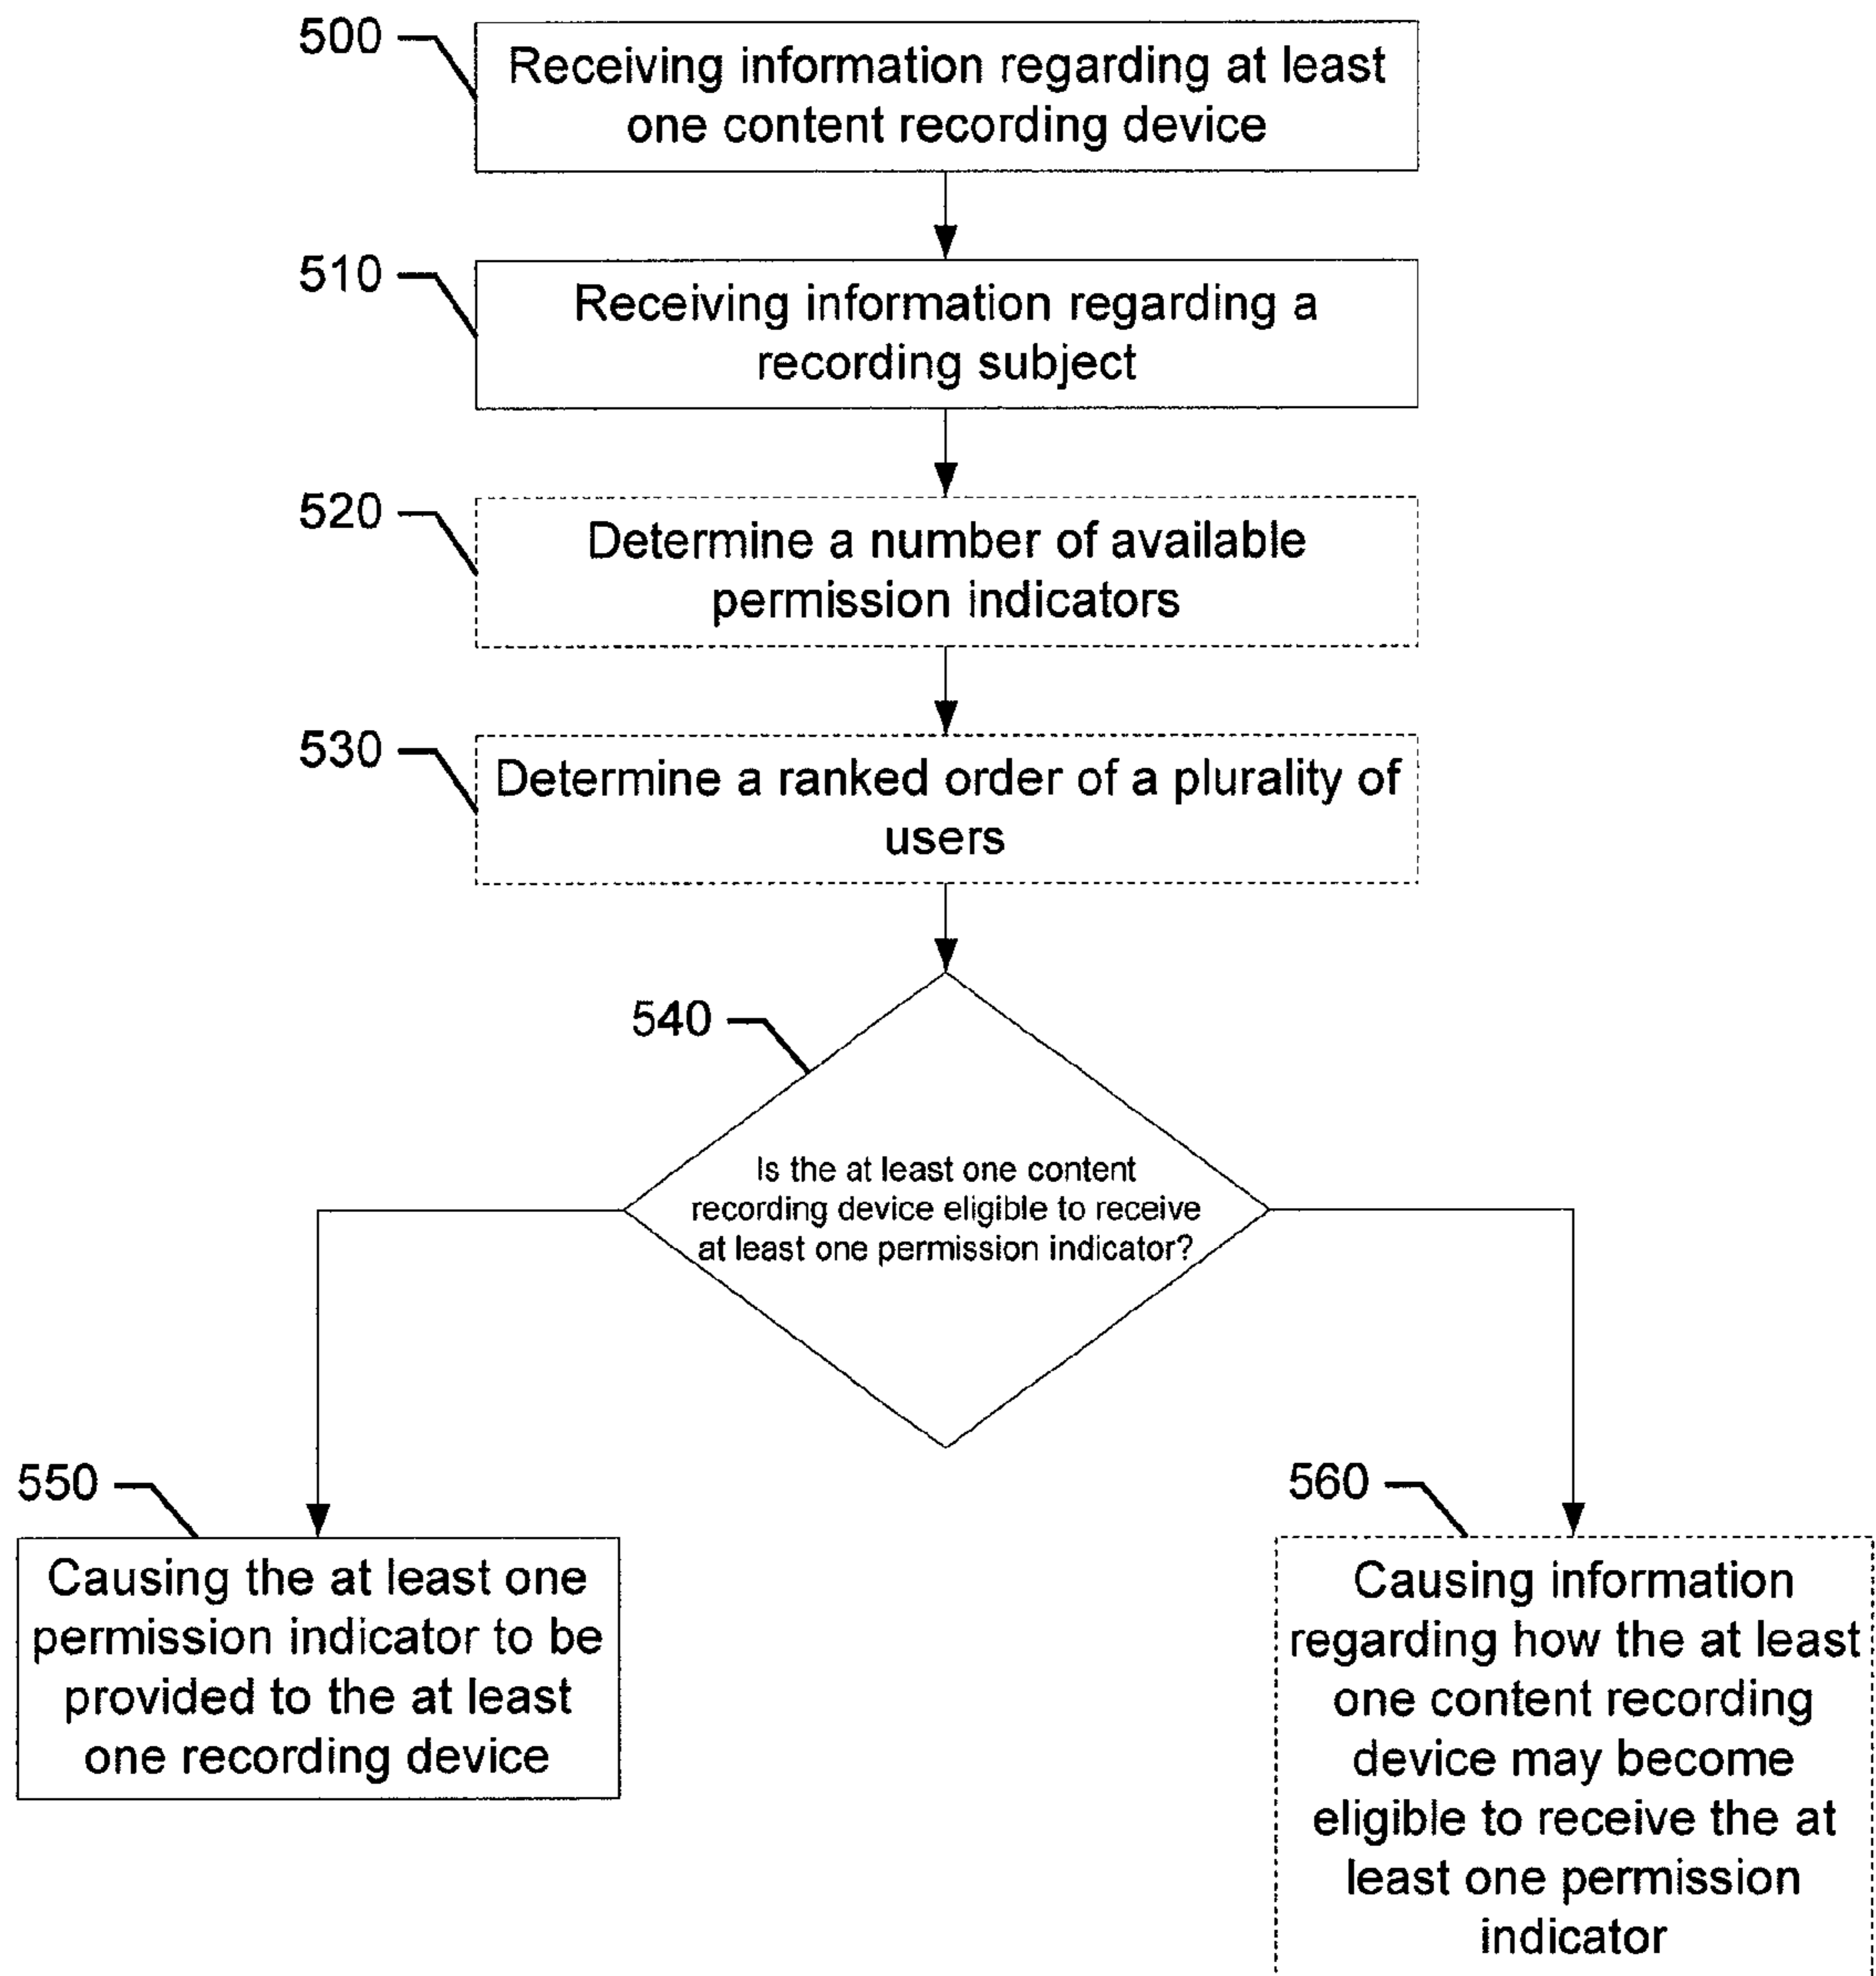 500
Receiving information regarding at least
one content recording device
510
Receiving information regarding a
recording subject
520
Determine a number of available
permission indicators
530
Determine a ranked order of a plurality of
users
540
Is the at least one content
recording device eligible to receive
at least one permission indicator?
550
Causing the at least one
permission indicator to be
provided to the at least
one recording device
560
Causing information
regarding how the at least
one content recording
device may become
eligible to receive the at
least one permission
indicator